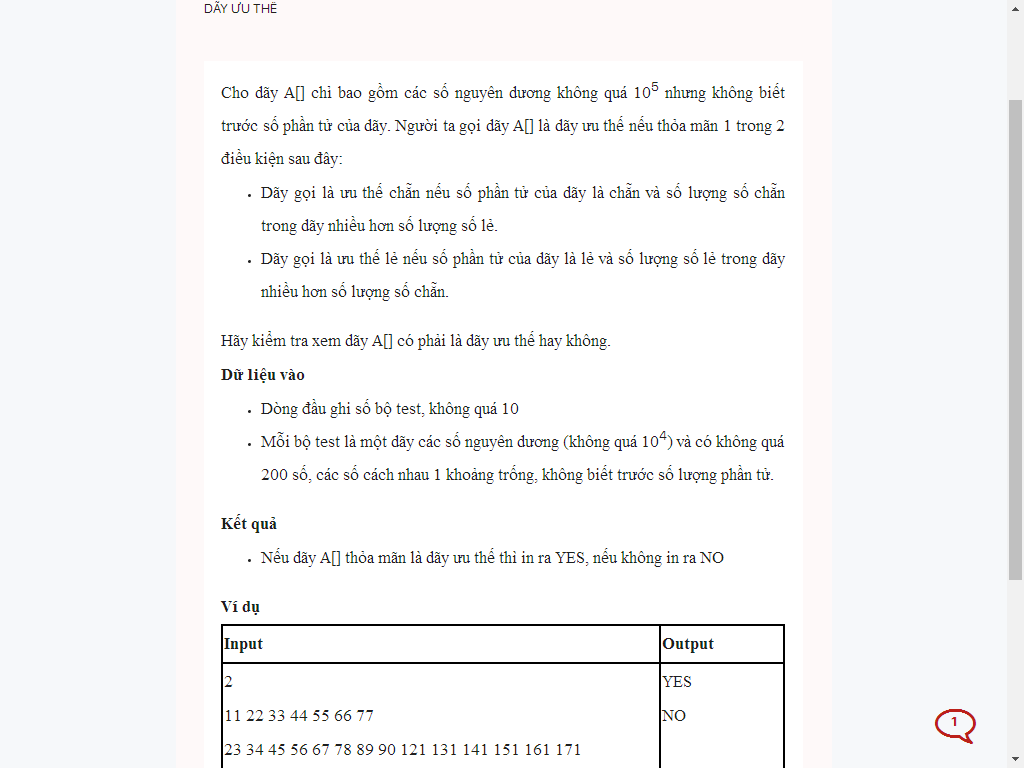 DÃY ƯU THẾ
Cho dãy A[] chỉ bao gồm các số nguyên dương không quá 10^5 nhưng không biết
trước số phần tử của dãy. Người ta gọi dãy A[] là dãy ưu thế nếu thỏa mãn 1 trong 2
điều kiện sau đây:
• Dãy gọi là ưu thế chẵn nếu số phần tử của dãy là chẵn và số lượng số chẵn
trong dãy nhiều hơn số lượng số lẻ.
• Dãy gọi là ưu thế lẻ nếu số phần tử của dãy là lẻ và số lượng số lẻ trong dãy
nhiều hơn số lượng số chẵn.
Hãy kiểm tra xem dãy A[] có phải là dãy ưu thế hay không.
Dữ liệu vào
• Dòng đầu ghi số bộ test, không quá 10
• Mỗi bộ test là một dãy các số nguyên dương (không quá 10^4) và có không quá
200 số, các số cách nhau 1 khoảng trống, không biết trước số lượng phần tử.
Kết quả
• Nếu dãy A[] thỏa mãn là dãy ưu thế thì in ra YES, nếu không in ra NO
Ví dụ
Input Output
2 YES
11 22 33 44 55 66 77 NO
23 34 45 56 67 78 89 90 121 131 141 151 161 171
1